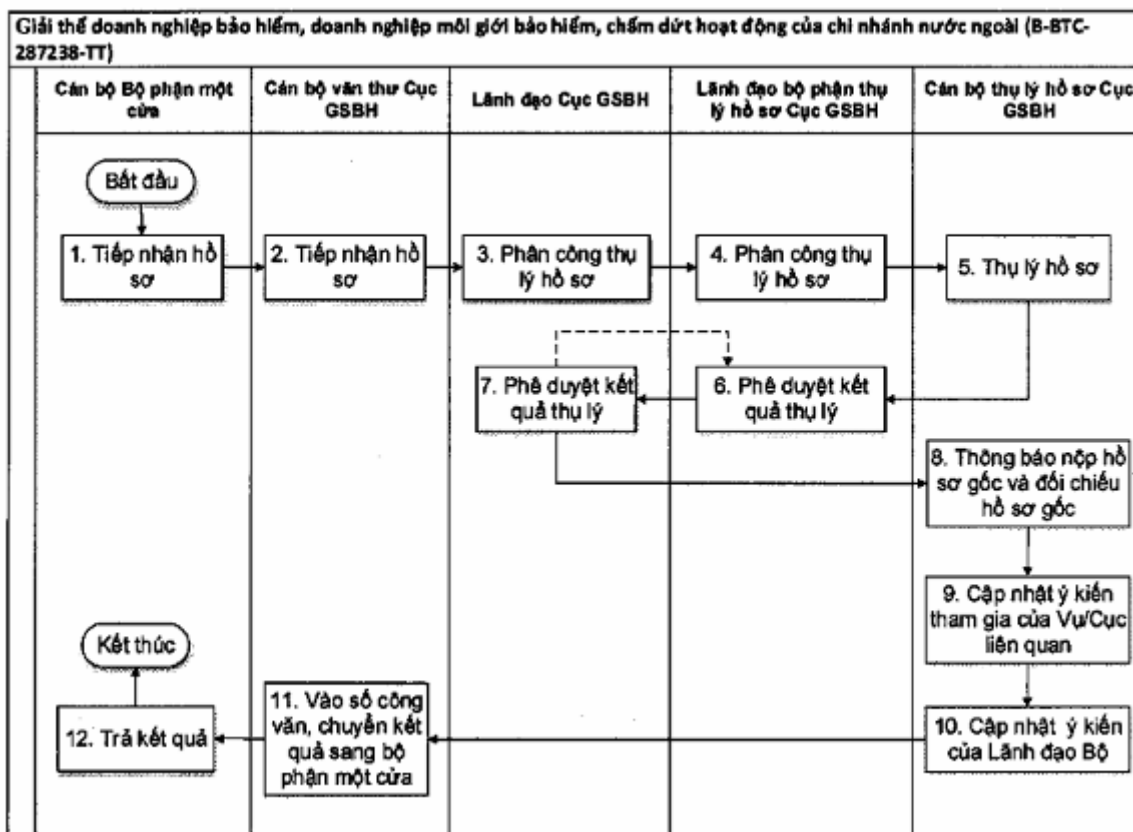 Giải thể doanh nghiệp bảo hiểm, doanh nghiệp môi giới bảo hiểm, chấm dứt hoạt động của chi nhánh nước ngoài (B-BTC-
287238-TT)
Cán bộ Bộ phận một
cửa
Cán bộ văn thư Cục
GSBH
Lãnh đạo Cục GSBH
Lãnh đạo bộ phận thụ
lý hồ sơ Cục GSBH
Cán bộ thụ lý hồ sơ Cục
GSBH
Bắt đầu
1. Tiếp nhận hồ
sơ
2. Tiếp nhận hồ
sơ
3. Phân công thụ
lý hồ sơ
4. Phân công thụ
lý hồ sơ
5. Thụ lý hồ sơ
7. Phê duyệt kết
quả thụ lý
6. Phê duyệt kết
quả thụ lý
8. Thông báo nộp hồ
sơ gốc và đối chiếu
hồ sơ gốc
9. Cập nhật ý kiến
tham gia của Vụ/Cục
liên quan
Kết thúc
12. Trả kết quả
11. Vào số công
văn, chuyển kết
quả sang bộ
phận một cửa
10. Cập nhật ý kiến
của Lãnh đạo Bộ